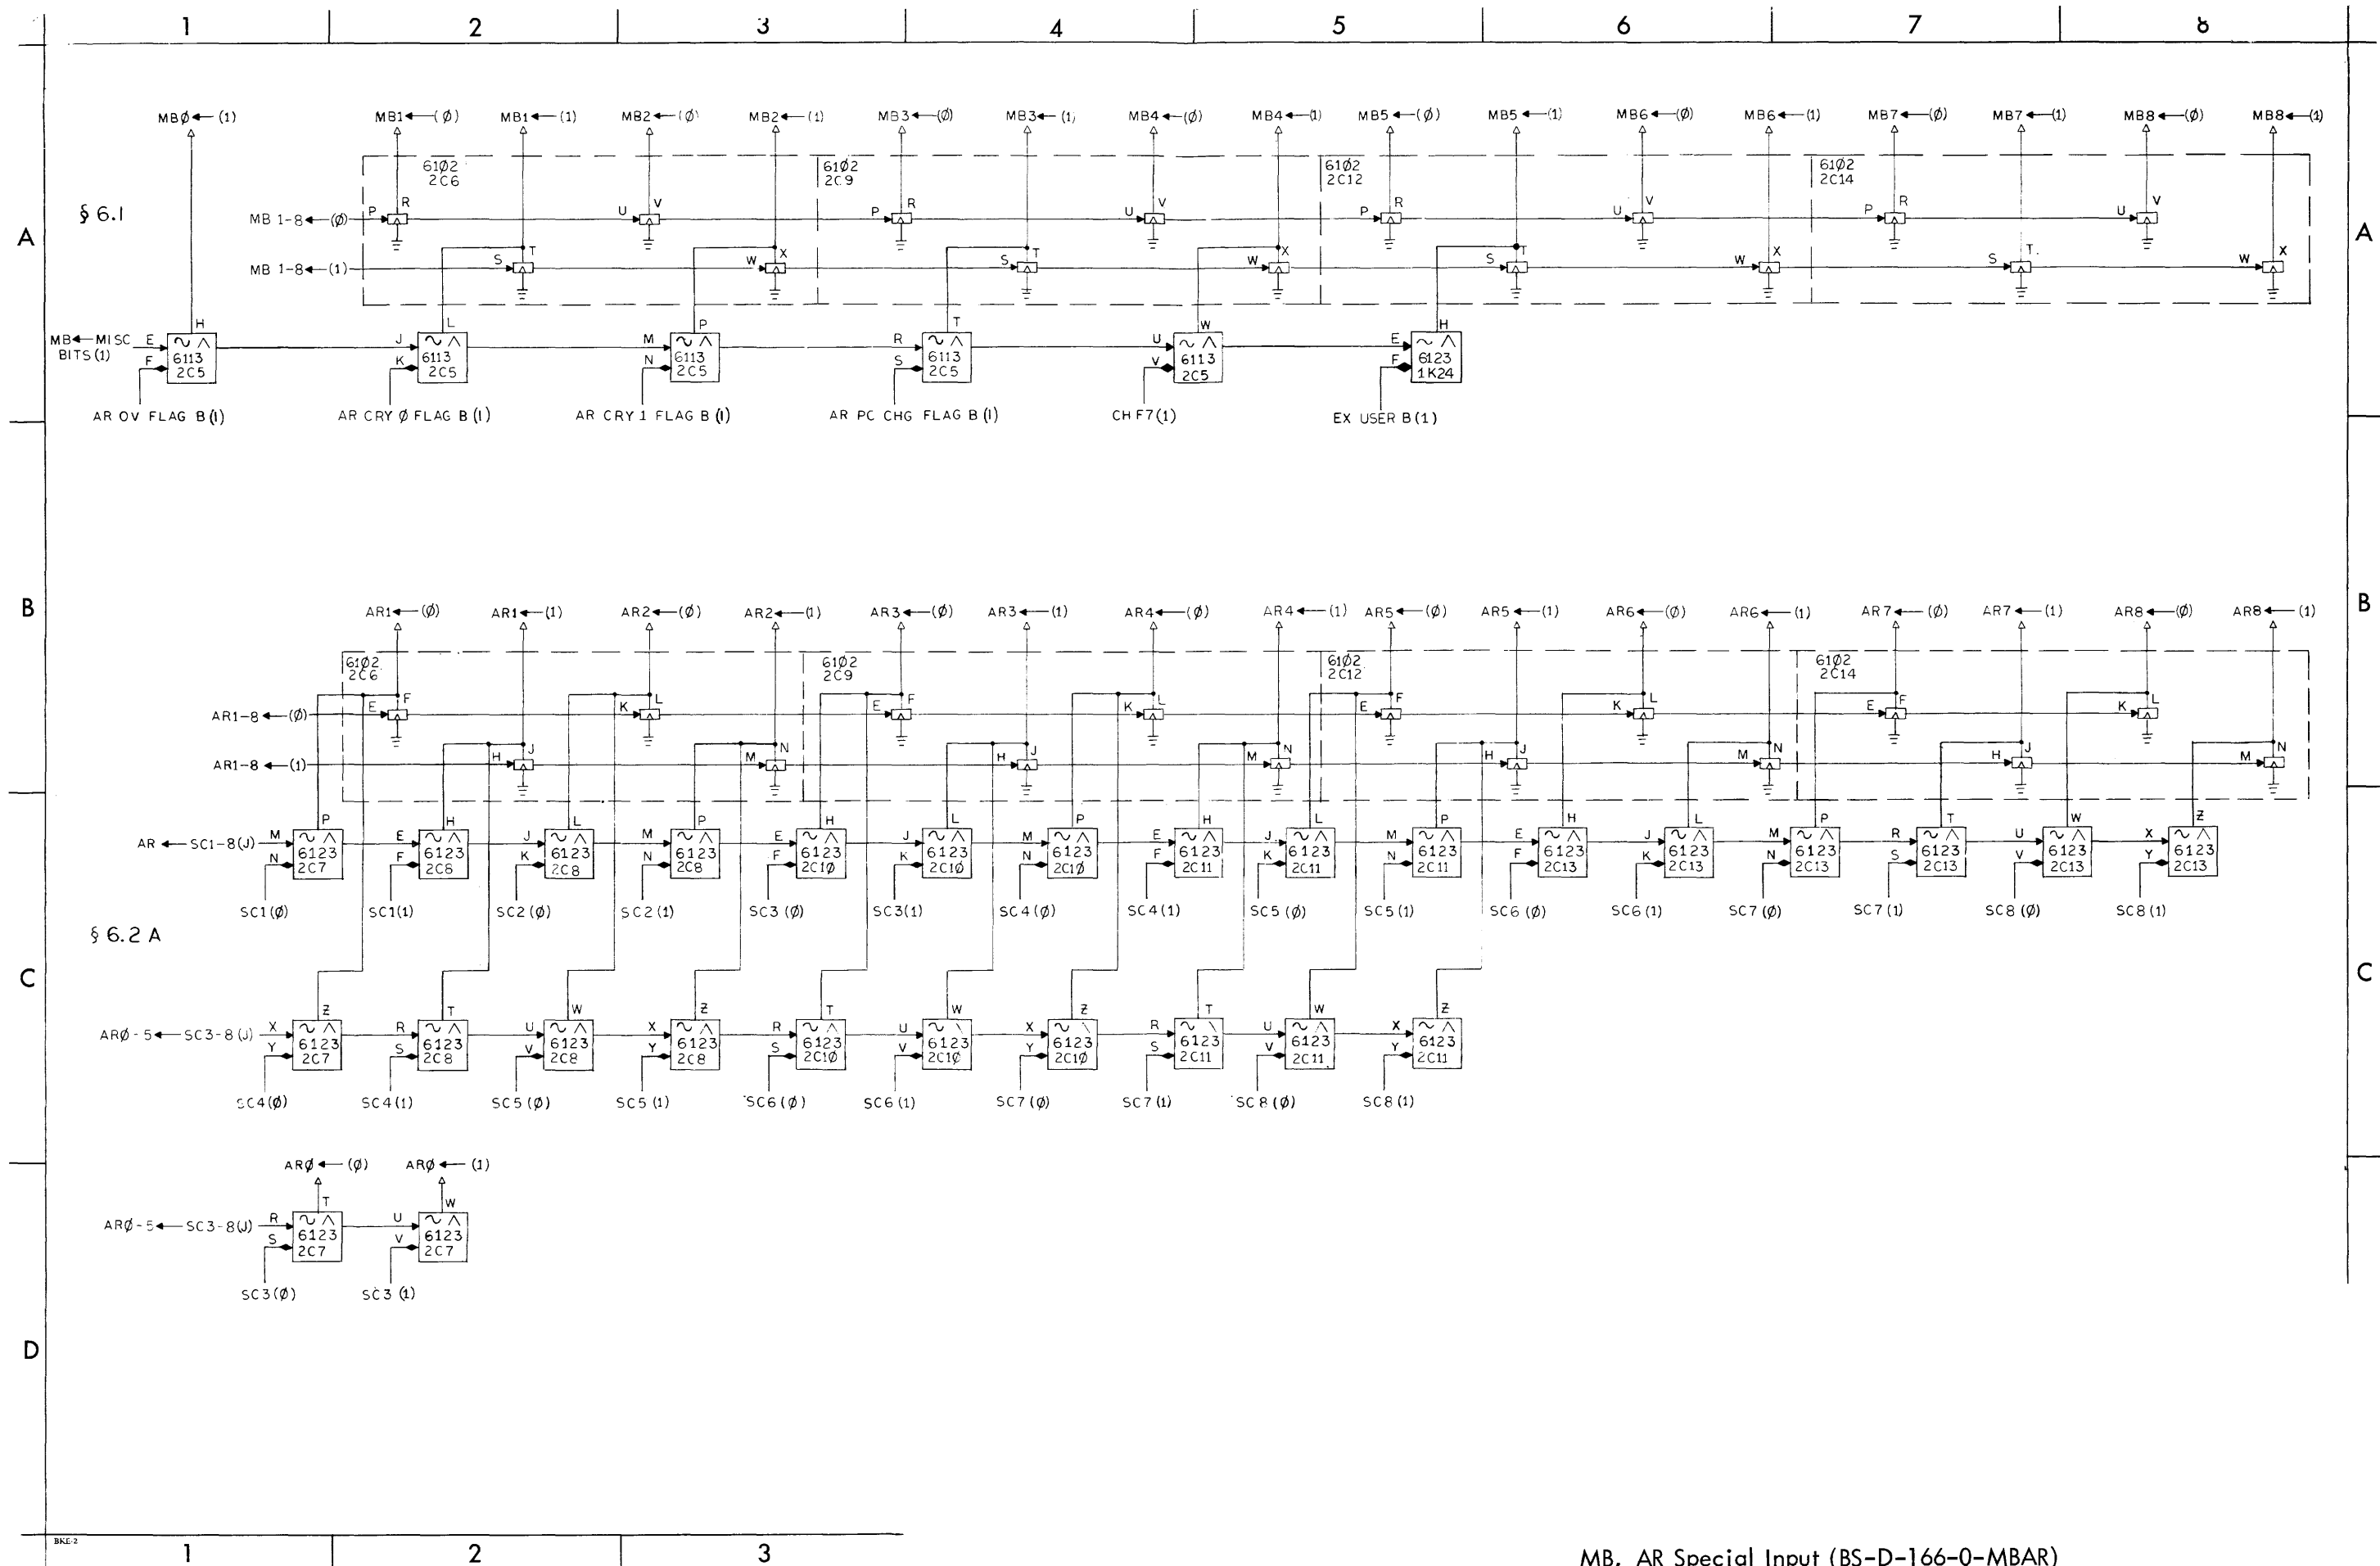 1 2 3 4 5 6 7 8
MBØ (1) MB1 (Ø) MB1 (1) MB2 (Ø) MB2 (1) MB3 (Ø) MB3 (1) MB4 (Ø) MB4 (1) MB5 (Ø) MB5 (1) MB6 (Ø) MB6 (1) MB7 (Ø) MB7 (1) MB8 (Ø) MB8 (1)
61Ø2 61Ø2 61Ø2 61Ø2
2C6 2C9 2C12 2C14
R V R V R V R V
§ 6.1 MB 1-8 (Ø) P U P U P U P U
A A
T X T X T X T X
MB 1-8 (1) S W S W S W S W
H L P T W H
MB MISC E J M R U E
BITS (1) F K N S V F
6113 6113 6113 6113 6113 6123
2C5 2C5 2C5 2C5 2C5 1K24
AR OV FLAG B (1) AR CRY Ø FLAG B (1) AR CRY 1 FLAG B (1) AR PC CHG FLAG B (1) CH F7 (1) EX USER B (1)
B B
AR1 (Ø) AR1 (1) AR2 (Ø) AR2 (1) AR3 (Ø) AR3 (1) AR4 (Ø) AR4 (1) AR5 (Ø) AR5 (1) AR6 (Ø) AR6 (1) AR7 (Ø) AR7 (1) AR8 (Ø) AR8 (1)
61Ø2 61Ø2 61Ø2 61Ø2
2C6 2C9 2C12 2C14
F L F L F L F L
AR1-8 (Ø) E K E K E K E K
J N J N J N J N
AR1-8 (1) H M H M H M H M
P H L P H L P H L P H L P T W Z
AR SC1-8 (J) M E J M E J M E J M E J M R U X
N F K N F K N F K N F K N S V Y
6123 6123 6123 6123 6123 6123 6123 6123 6123 6123 6123 6123 6123 6123 6123 6123
2C7 2C8 2C8 2C8 2C1Ø 2C1Ø 2C1Ø 2C11 2C11 2C11 2C13 2C13 2C13 2C13 2C13 2C13
SC1 (Ø) SC1 (1) SC2 (Ø) SC2 (1) SC3 (Ø) SC3 (1) SC4 (Ø) SC4 (1) SC5 (Ø) SC5 (1) SC6 (Ø) SC6 (1) SC7 (Ø) SC7 (1) SC8 (Ø) SC8 (1)
§ 6.2 A
C C
Z T W Z T W Z T W Z
ARØ-5 SC3-8 (J) X R U X R U X R U X
Y S V Y S V Y S V Y
6123 6123 6123 6123 6123 6123 6123 6123 6123 6123
2C7 2C8 2C8 2C8 2C1Ø 2C1Ø 2C1Ø 2C11 2C11 2C11
SC4 (Ø) SC4 (1) SC5 (Ø) SC5 (1) SC6 (Ø) SC6 (1) SC7 (Ø) SC7 (1) SC8 (Ø) SC8 (1)
ARØ (Ø) ARØ (1)
T W
ARØ-5 SC3-8 (J) R U
S V
6123 6123
2C7 2C7
SC3 (Ø) SC3 (1)
D
BKE-2
1 2 3
MB, AR Special Input (BS-D-166-0-MBAR)